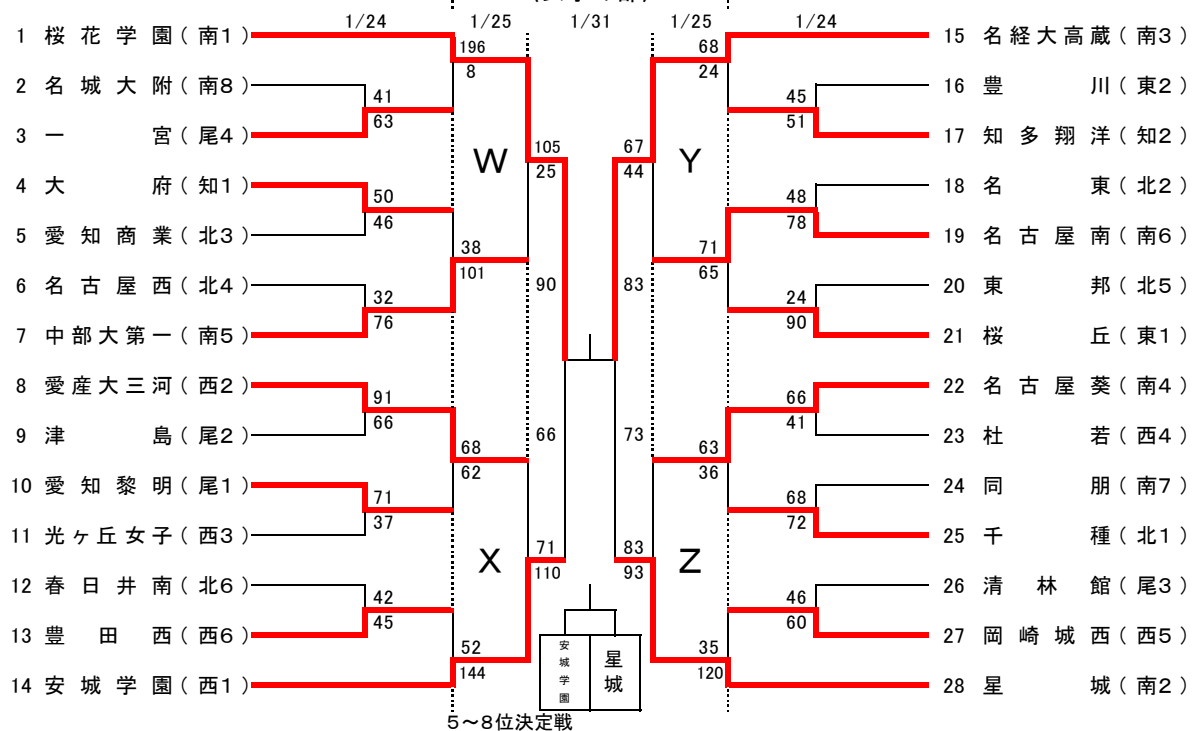 1/24 1/25 1/31 1/25 1/24
1 桜花学園(南1) 196 68 15 名経大高蔵(南3)
8 24
2 名城大附(南8) 16 豊川(東2)
41 45
63 51
3 一宮(尾4) 17 知多翔洋(知2)
W 105 67 Y
25 44
4 大府(知1) 18 名東(北2)
50 48
46 78
5 愛知商業(北3) 19 名古屋南(南6)
38 71
101 65
6 名古屋西(北4) 90 83 20 東邦(北5)
32 24
76 90
7 中部大第一(南5) 21 桜丘(東1)
8 愛産大三河(西2) 22 名古屋葵(南4)
91 66
66 41
9 津島(尾2) 66 73 23 杜若(西4)
68 63
62 36
10 愛知黎明(尾1) 24 同朋(南7)
71 68
37 72
11 光ヶ丘女子(西3) 25 千種(北1)
X 71 83 Z
110 93
12 春日井南(北6) 26 清林館(尾3)
42 46
45 60
13 豊田西(西6) 27 岡崎城西(西5)
52 安城学園 星城 35
144 120
14 安城学園(西1) 28 星城(南2)
5~8位決定戦